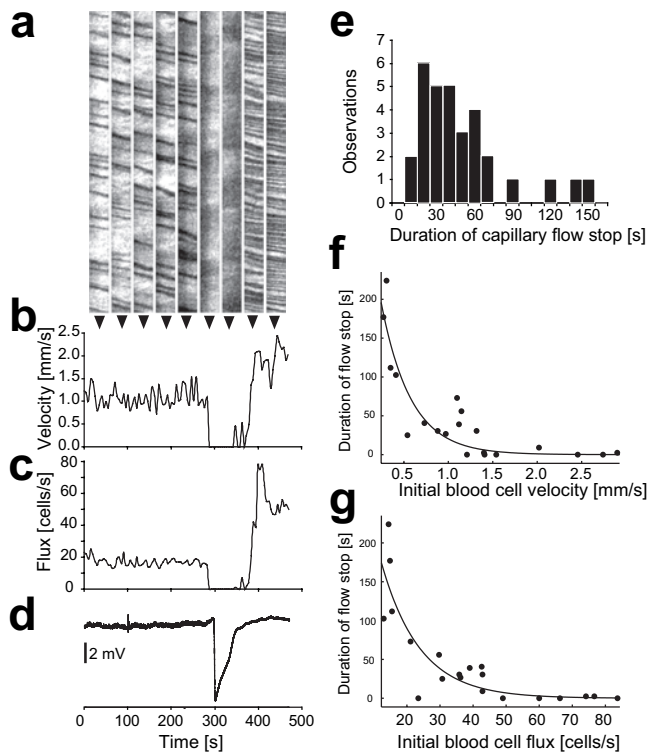 a
b
Velocity [mm/s]
2.5
2.0
1.5
1.0
0.5
0.0
c
Flux [cells/s]
80
60
40
20
0
d
2 mV
0 100 200 300 400 500
Time [s]
e
Observations
7
6
5
4
3
2
1
0
0 30 60 90 120 150
Duration of capillary flow stop [s]
f
Duration of flow stop [s]
200
150
100
50
0
0.5 1.0 1.5 2.0 2.5
Initial blood cell velocity [mm/s]
g
Duration of flow stop [s]
200
150
100
50
0
20 30 40 50 60 70 80
Initial blood cell flux [cells/s]